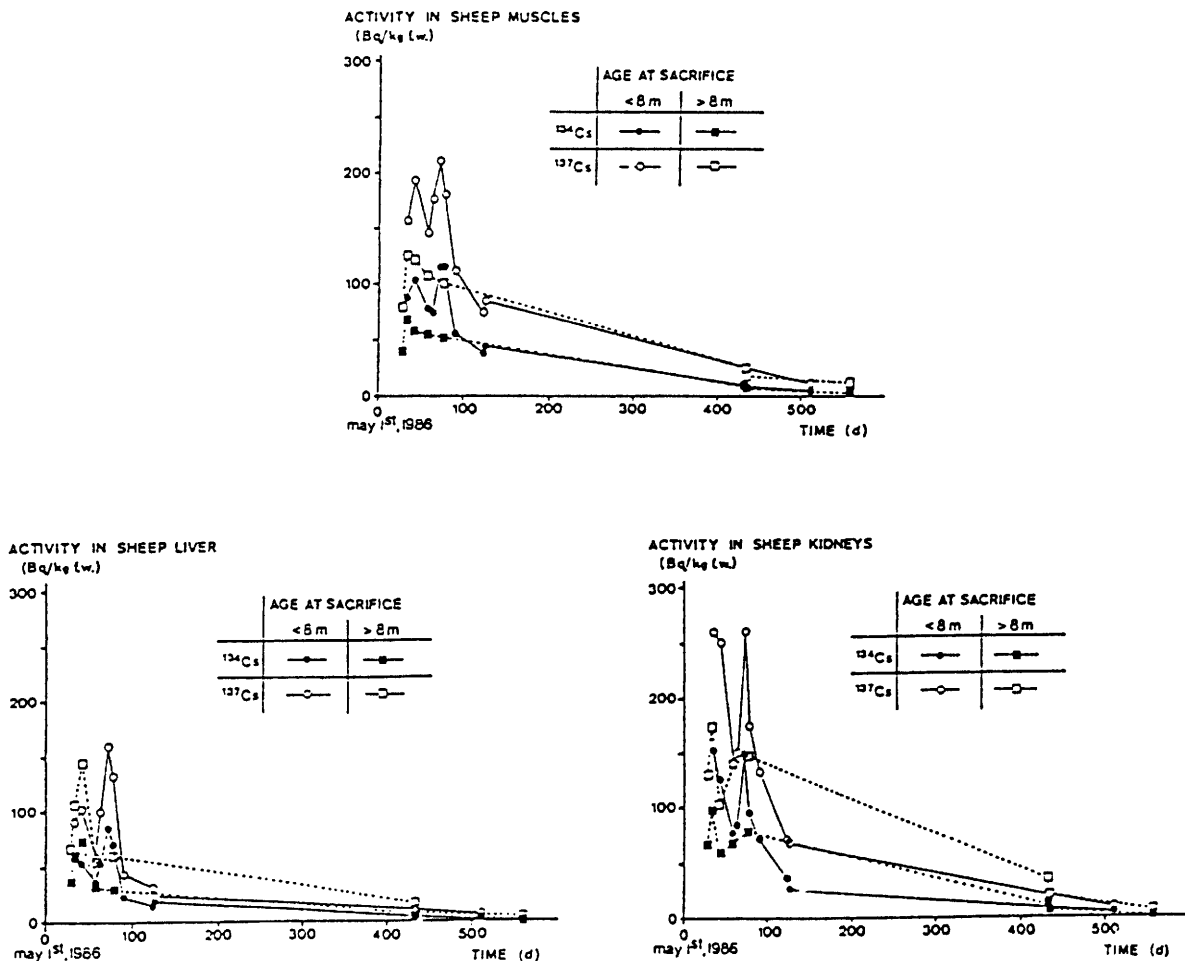 ACTIVITY IN SHEEP MUSCLES
(Bq/kg f.w.)
300
200
100
0
AGE AT SACRIFICE
<8m >8m
¹³⁴Cs
¹³⁷Cs
0 100 200 300 400 500
may 1ST, 1986 TIME (d)
ACTIVITY IN SHEEP LIVER
(Bq/kg f.w.)
300
200
100
0
AGE AT SACRIFICE
<8m >8m
¹³⁴Cs
¹³⁷Cs
0 100 200 300 400 500
may 1ST, 1986 TIME (d)
ACTIVITY IN SHEEP KIDNEYS
(Bq/kg f.w.)
300
200
100
0
AGE AT SACRIFICE
<8m >8m
¹³⁴Cs
¹³⁷Cs
0 100 200 300 400 500
may 1ST, 1986 TIME (d)